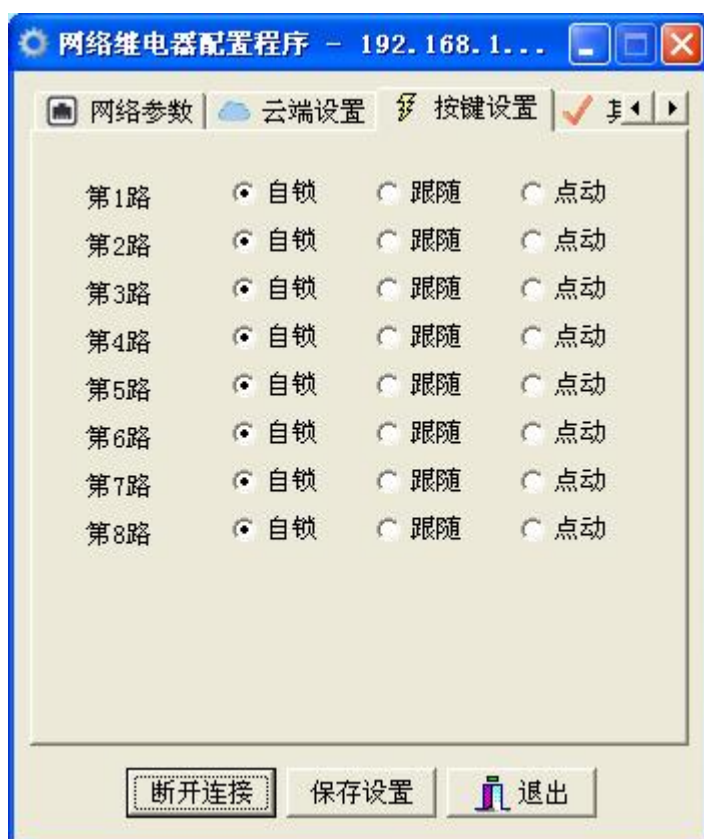 网络继电器配置程序 - 192.168.1...
网络参数 云端设置 按键设置
第1路 自锁 跟随 点动
第2路 自锁 跟随 点动
第3路 自锁 跟随 点动
第4路 自锁 跟随 点动
第5路 自锁 跟随 点动
第6路 自锁 跟随 点动
第7路 自锁 跟随 点动
第8路 自锁 跟随 点动
断开连接 保存设置 退出